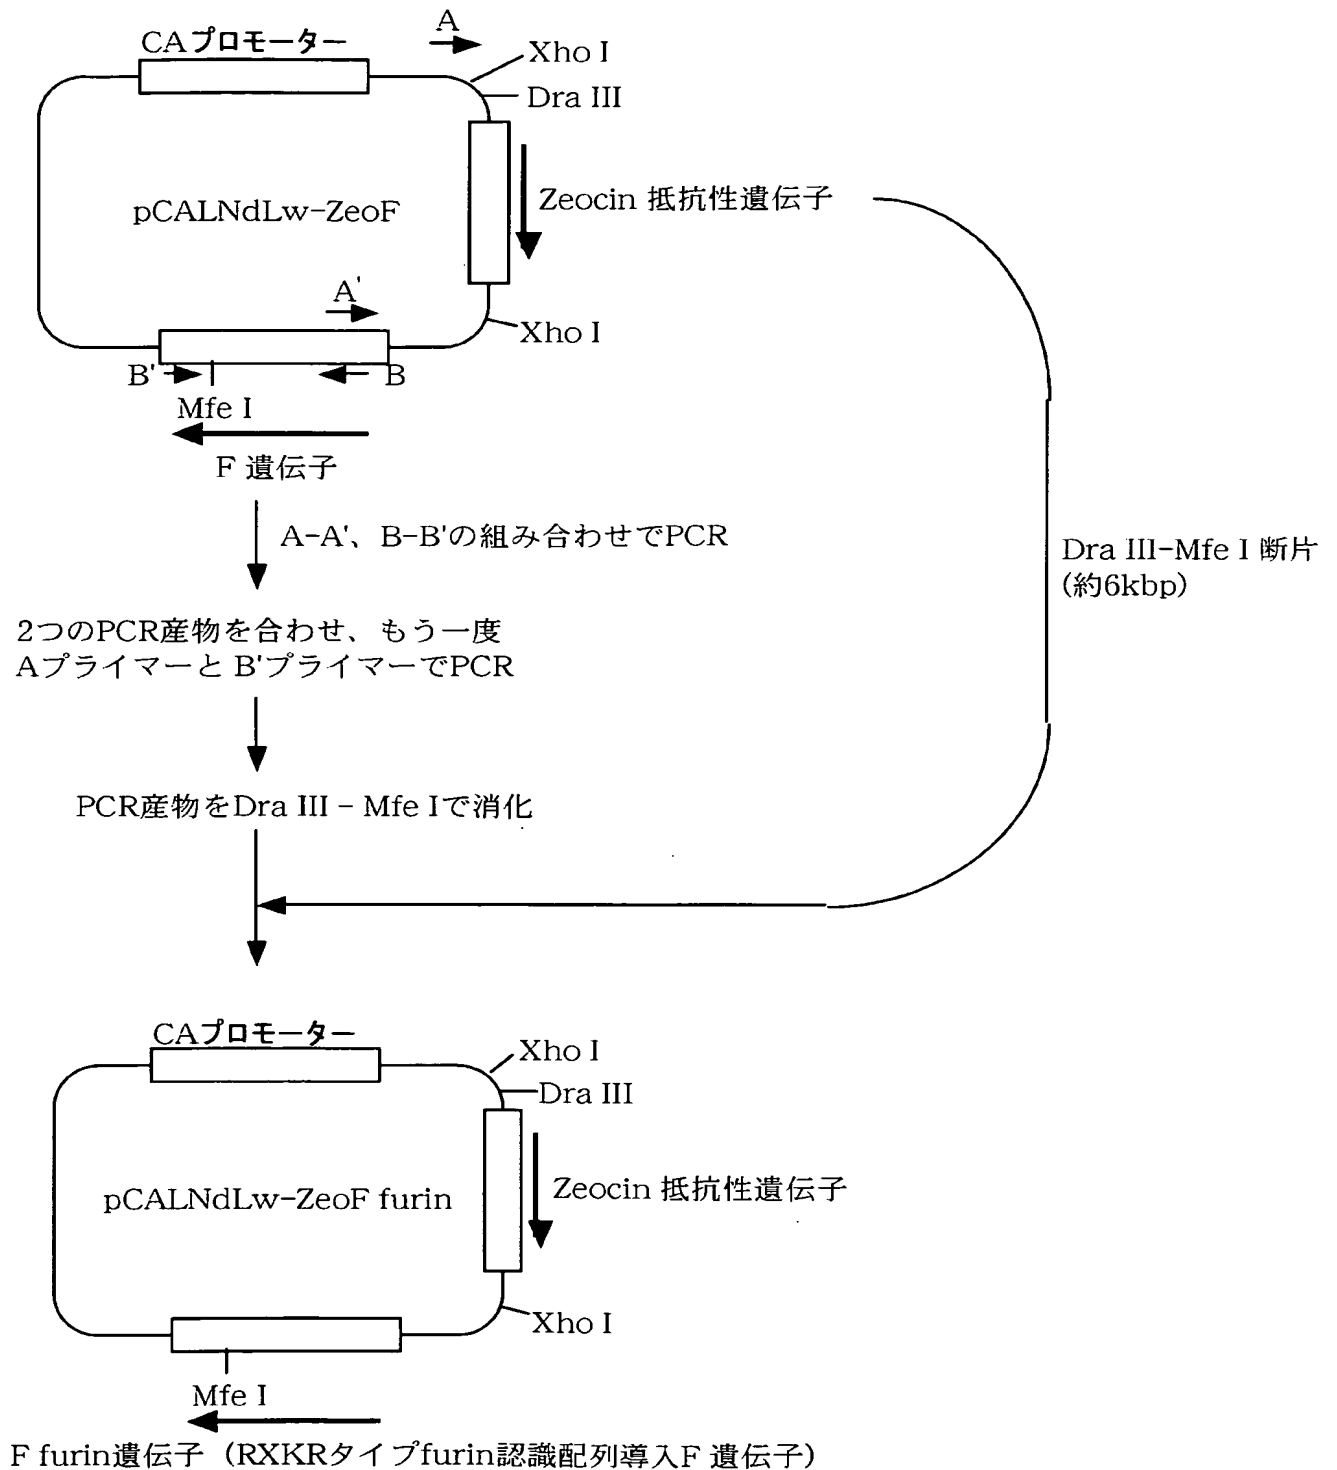 A
CAプロモーター
Xho I
Dra III
Zeocin 抵抗性遺伝子
pCALNdLw-ZeoF
A'
Xho I
B'
B
Mfe I
F 遺伝子
A-A'、B-B'の組み合わせでPCR
Dra III-Mfe I 断片
(約6kbp)
2つのPCR産物を合わせ、もう一度
AプライマーとB'プライマーでPCR
PCR産物をDra III - Mfe Iで消化
CAプロモーター
Xho I
Dra III
Zeocin 抵抗性遺伝子
pCALNdLw-ZeoF furin
Xho I
Mfe I
F furin遺伝子（RXKRタイプfurin認識配列導入F 遺伝子）